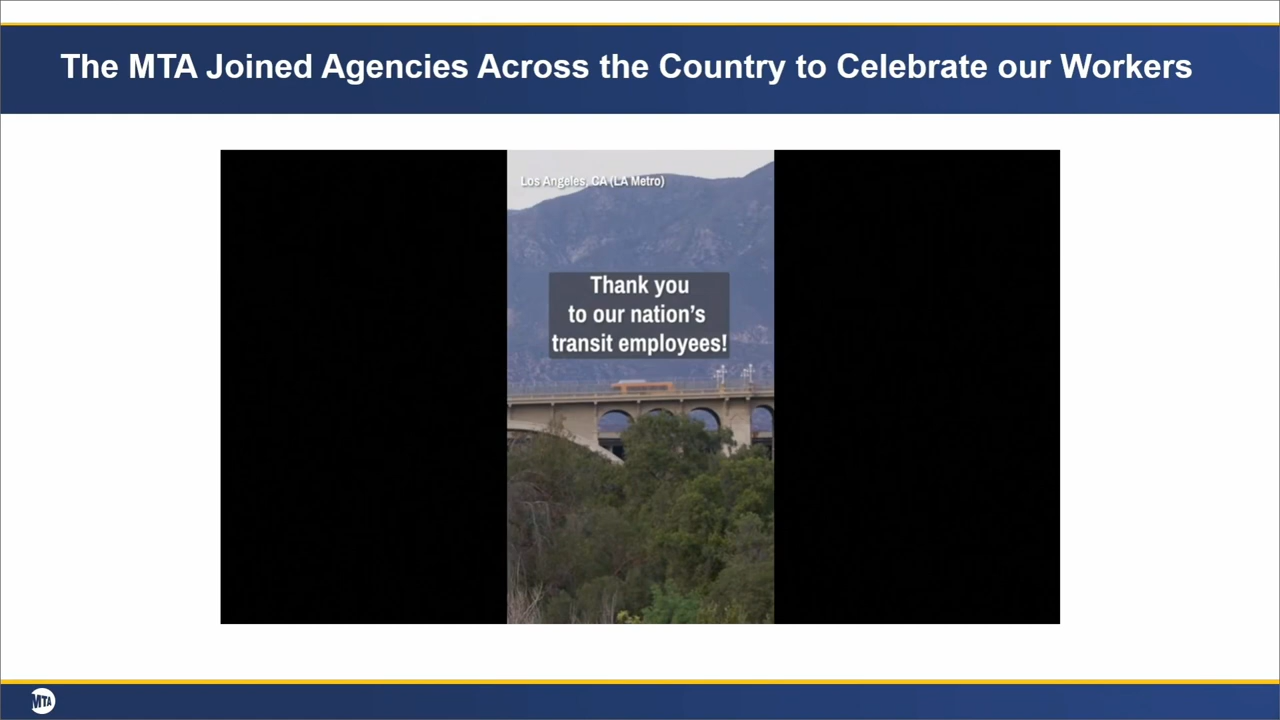 The MTA Joined Agencies Across the Country to Celebrate our Workers
Los Angeles, CA (LA Metro)
Thank you
to our nation’s
transit employees!
MTA